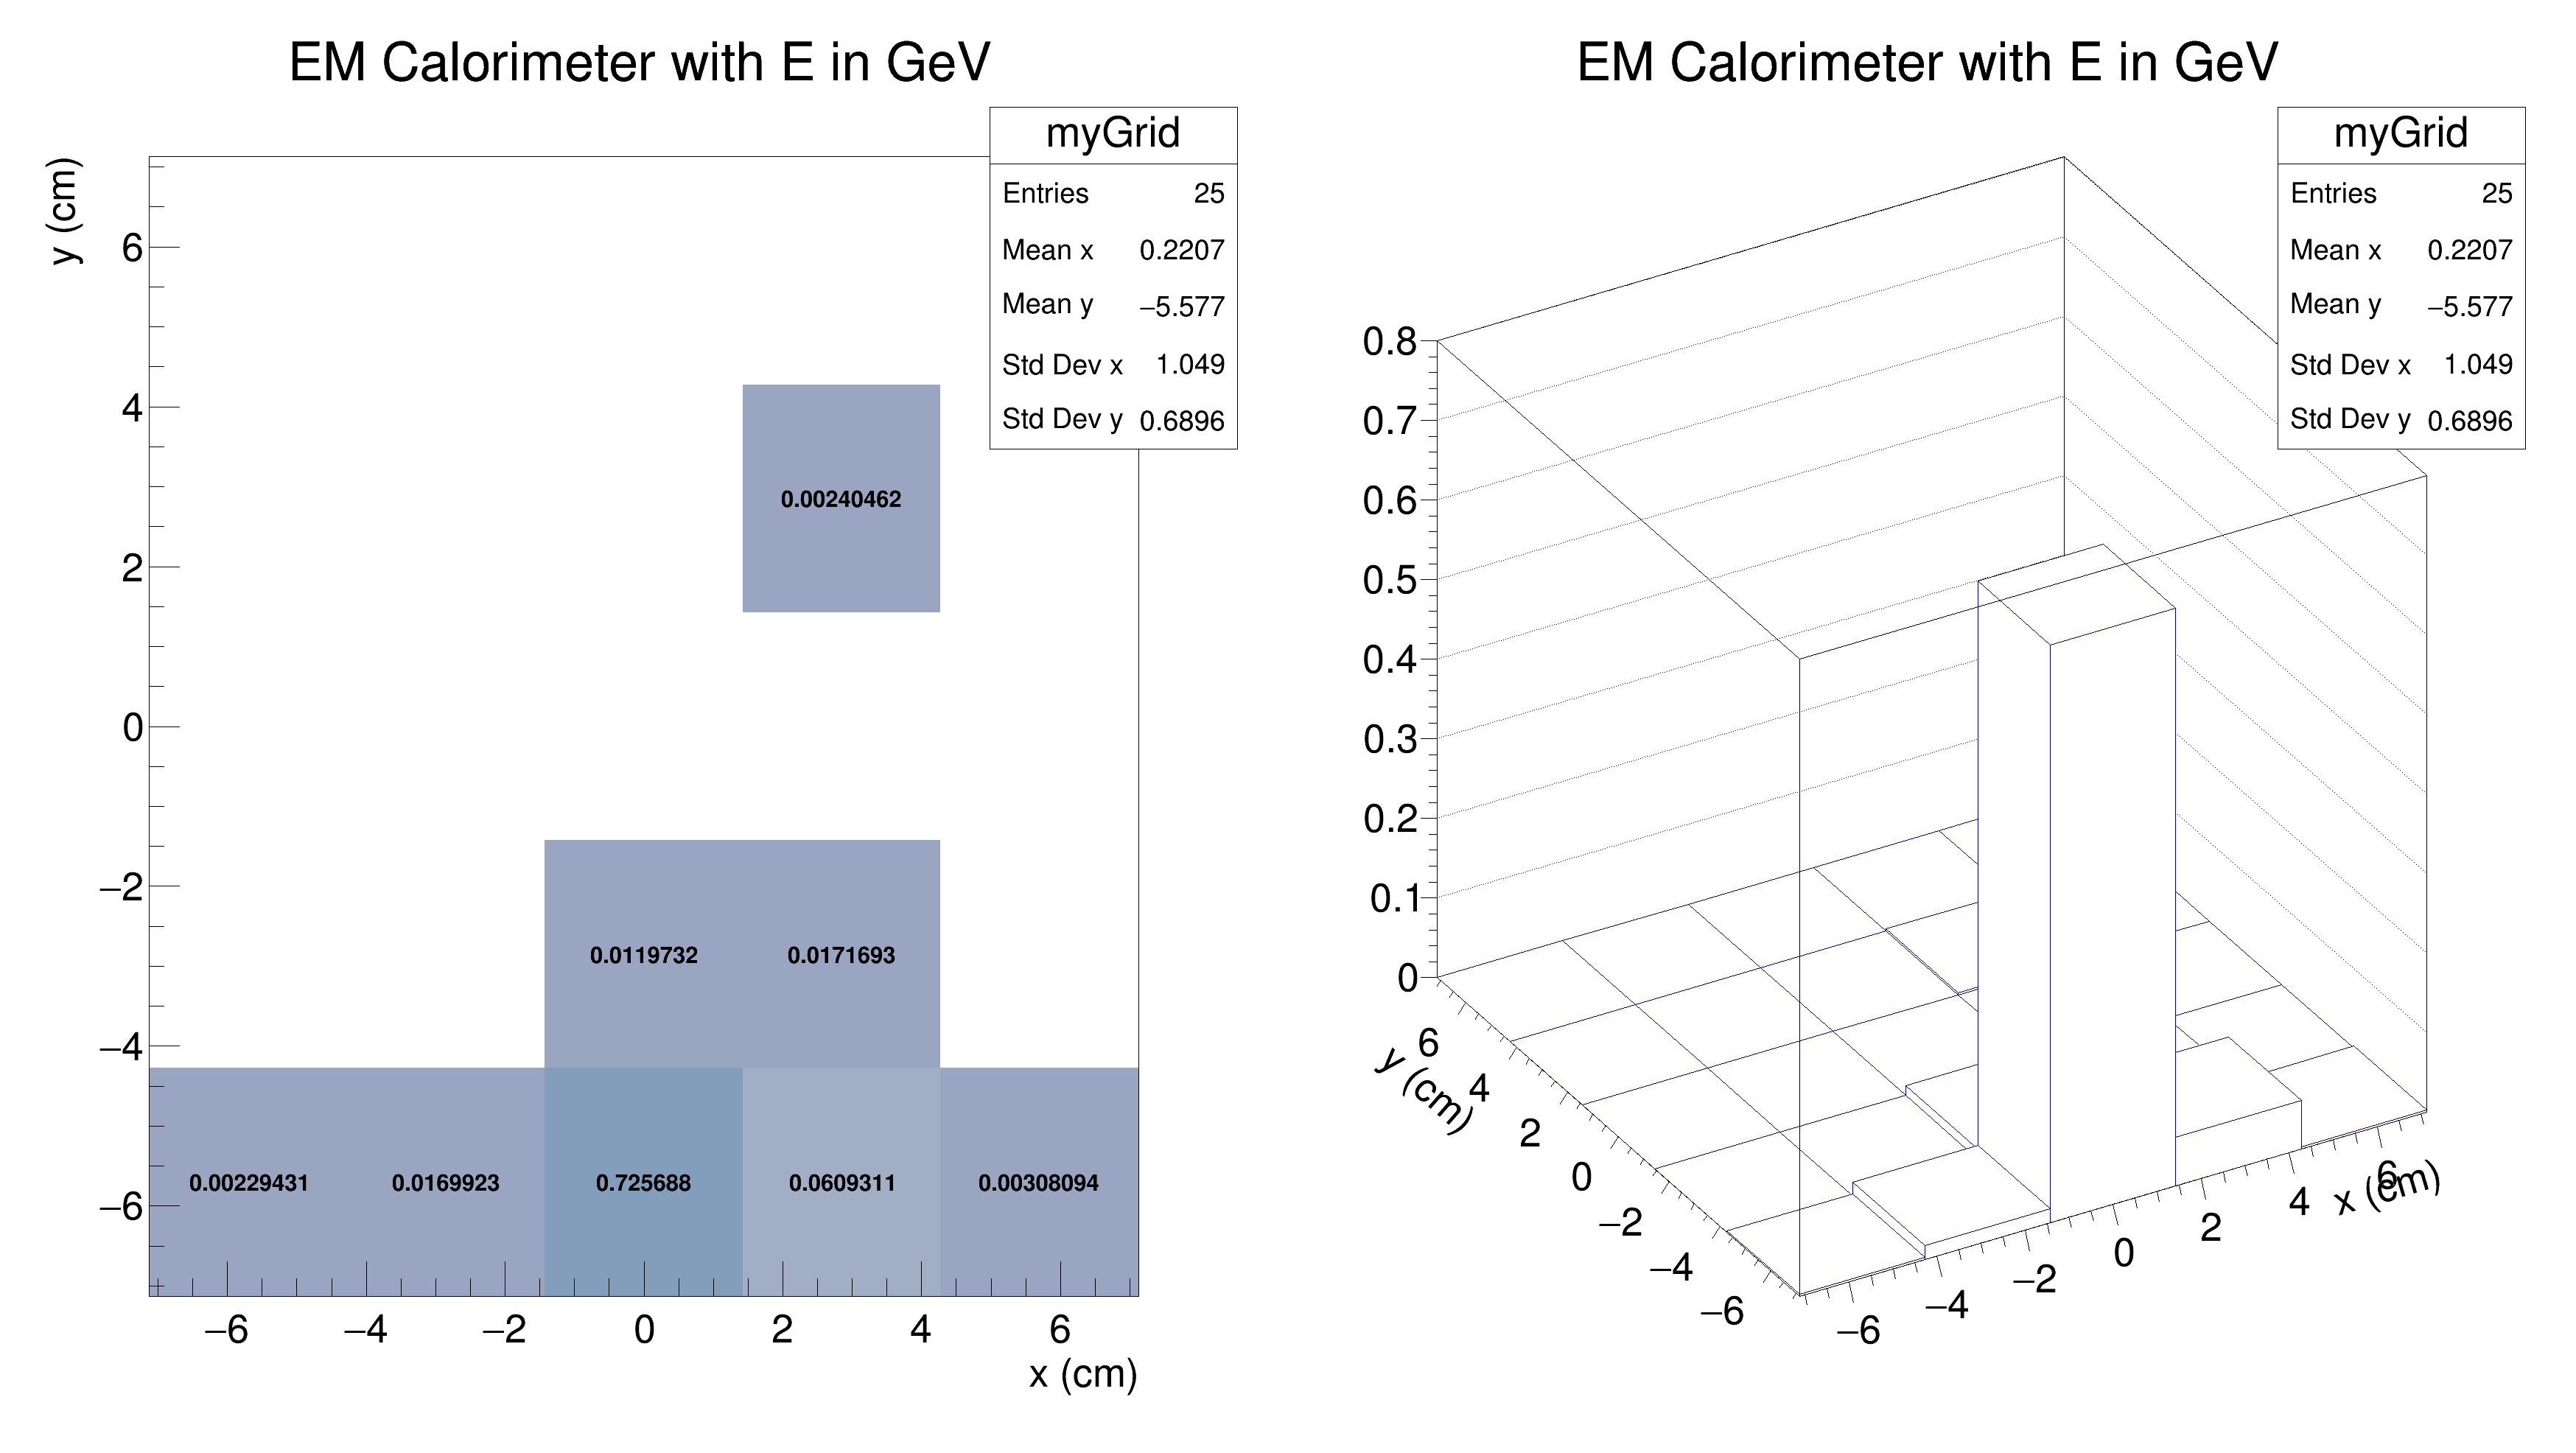 EM Calorimeter with E in GeV
myGrid
Entries 25
Mean x 0.2207
Mean y −5.577
Std Dev x 1.049
Std Dev y 0.6896
y (cm)
6
4
2
0
−2
−4
−6
0.00240462
0.0119732 0.0171693
0.00229431 0.0169923 0.725688 0.0609311 0.00308094
−6 −4 −2 0 2 4 6
x (cm)
EM Calorimeter with E in GeV
myGrid
Entries 25
Mean x 0.2207
Mean y −5.577
Std Dev x 1.049
Std Dev y 0.6896
0.8
0.7
0.6
0.5
0.4
0.3
0.2
0.1
0
6
4
2
0
−2
−4
−6
y (cm)
−6 −4 −2 0 2 4 6
x (cm)